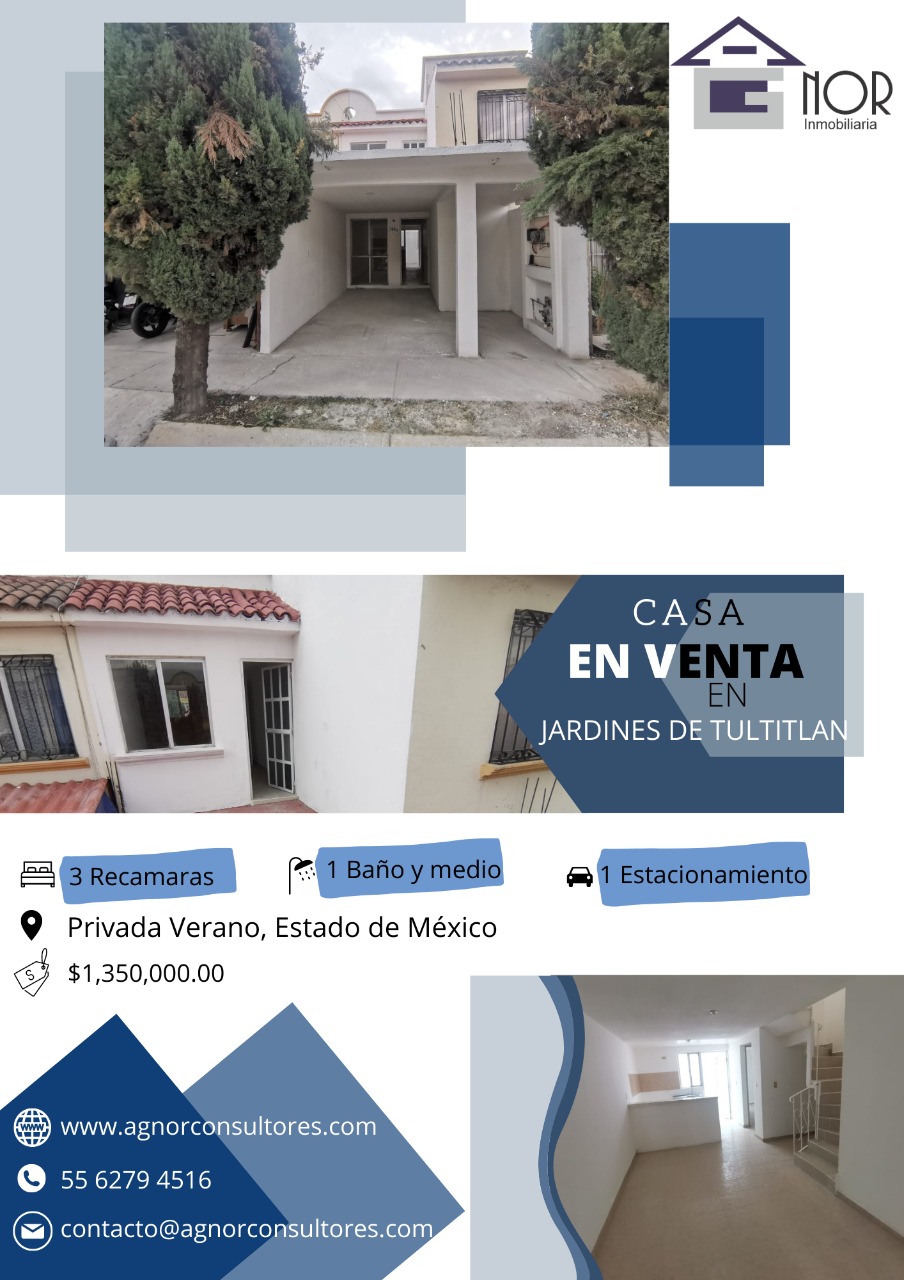 NOR
Inmobiliaria
CASA
EN VENTA
EN
JARDINES DE TULTITLAN
3 Recamaras
1 Baño y medio
1 Estacionamiento
Privada Verano, Estado de México
$1,350,000.00
www.agnorconsultores.com
55 6279 4516
contacto@agnorconsultores.com